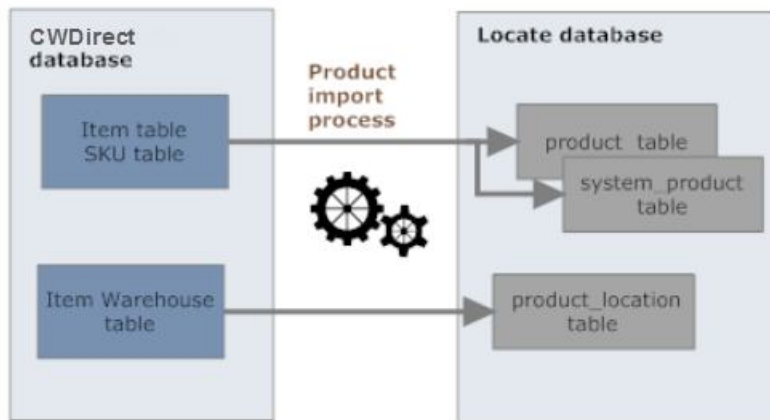 CWDirect
database
Item table
SKU table
Item Warehouse
table
Product
import
process
Locate database
product table
system_product
table
product_location
table